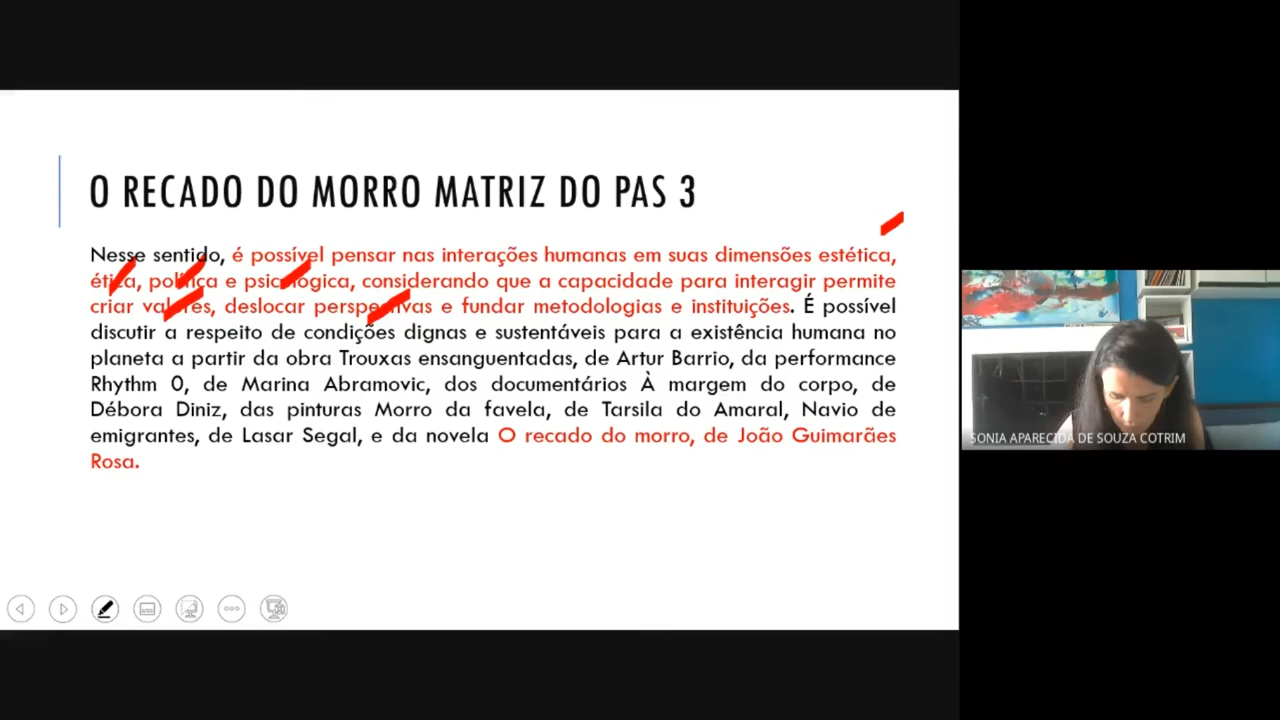 O RECADO DO MORRO MATRIZ DO PAS 3
Nesse sentido, é possível pensar nas interações humanas em suas dimensões estética,
ética, política e psicológica, considerando que a capacidade para interagir permite
criar valores, deslocar perspectivas e fundar metodologias e instituições. É possível
discutir a respeito de condições dignas e sustentáveis para a existência humana no
planeta a partir da obra Trouxas ensanguentadas, de Artur Barrio, da performance
Rhythm 0, de Marina Abramovic, dos documentários À margem do corpo, de
Débora Diniz, das pinturas Morro da favela, de Tarsila do Amaral, Navio de
emigrantes, de Lasar Segal, e da novela O recado do morro, de João Guimarães
Rosa.
SONIA APARECIDA DE SOUZA COTRIM